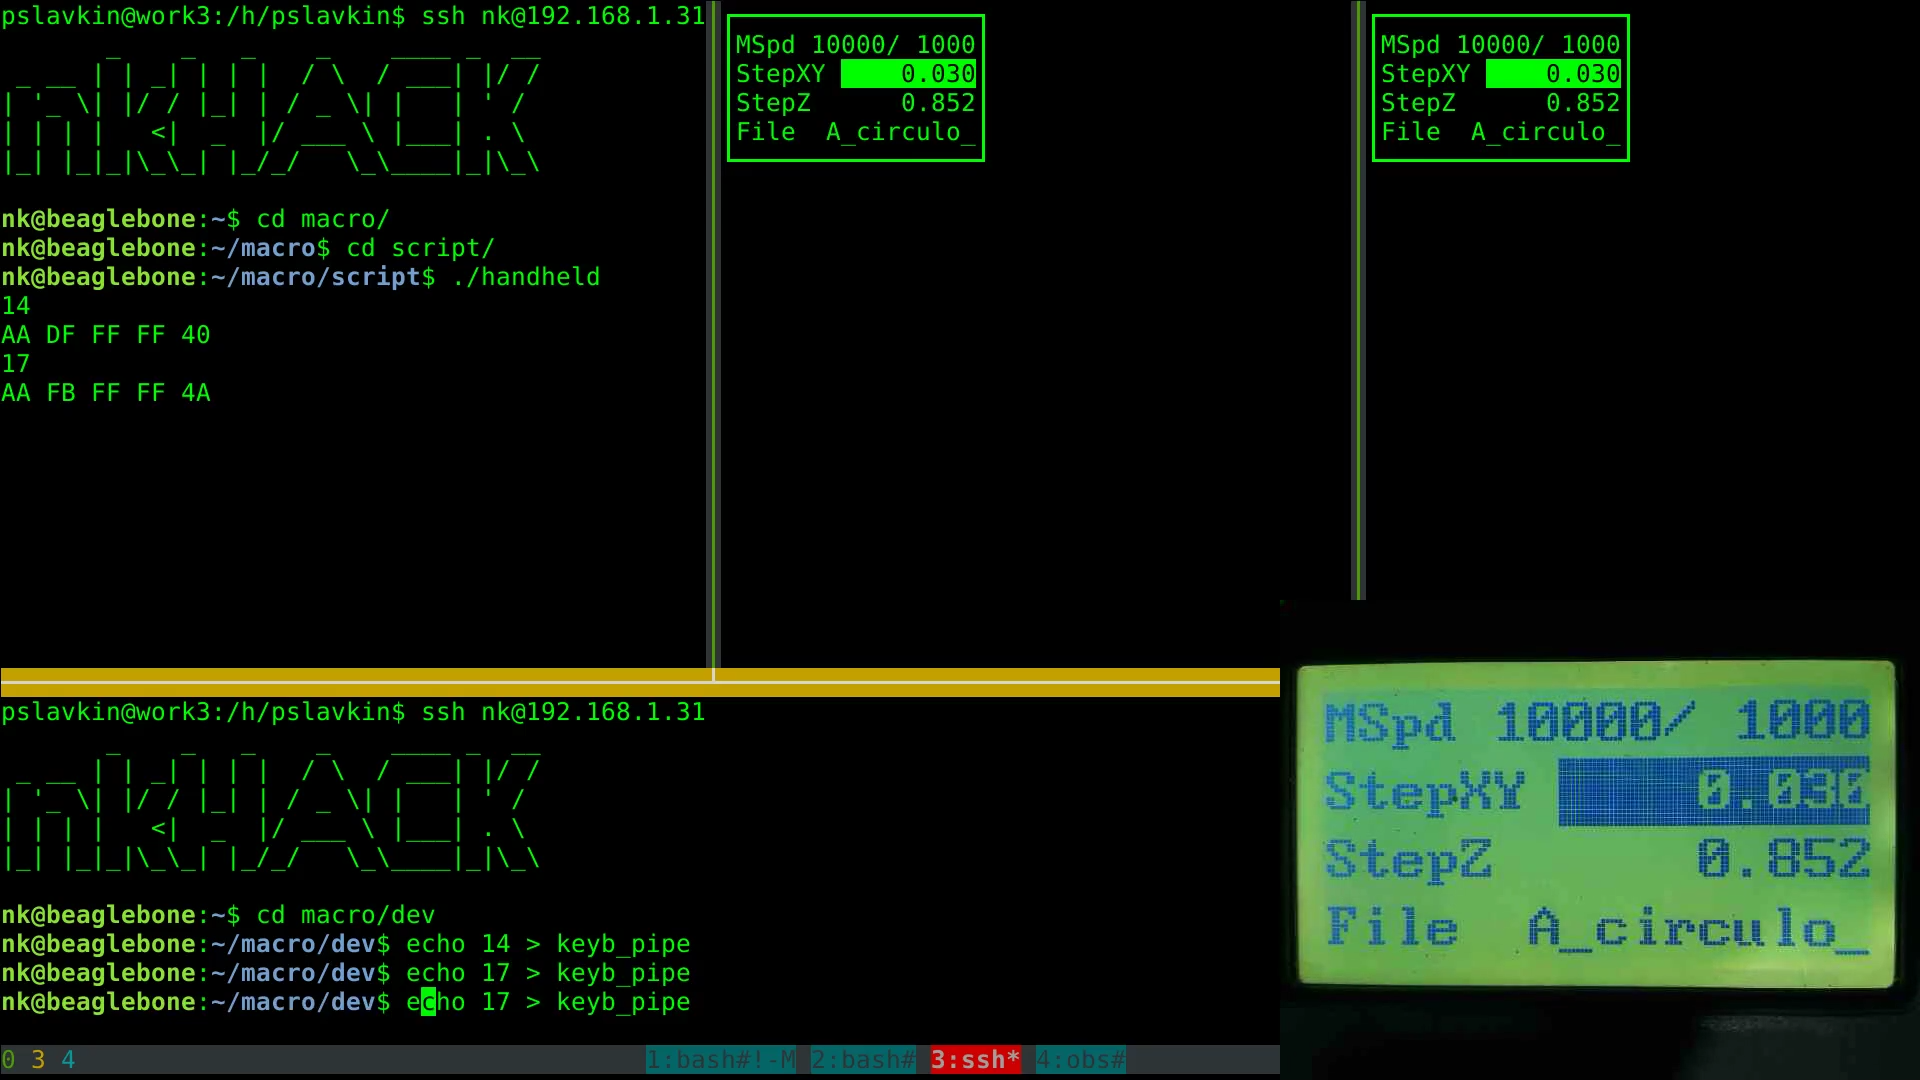 pslavkin@work3:/h/pslavkin$ ssh nk@192.168.1.31
nkHACK
nk@beaglebone:~$ cd macro/
nk@beaglebone:~/macro$ cd script/
nk@beaglebone:~/macro/script$ ./handheld
14
AA DF FF FF 40
17
AA FB FF FF 4A
MSpd 10000/ 1000
StepXY 0.030
StepZ 0.852
File A_circulo_
MSpd 10000/ 1000
StepXY 0.030
StepZ 0.852
File A_circulo_
pslavkin@work3:/h/pslavkin$ ssh nk@192.168.1.31
nkHACK
nk@beaglebone:~$ cd macro/dev
nk@beaglebone:~/macro/dev$ echo 14 > keyb_pipe
nk@beaglebone:~/macro/dev$ echo 17 > keyb_pipe
nk@beaglebone:~/macro/dev$ echo 17 > keyb_pipe
MSpd 10000/ 1000
StepXY 0.030
StepZ 0.852
File A_circulo_
0 3 4 1:bash#!-M 2:bash# 3:ssh* 4:obs#